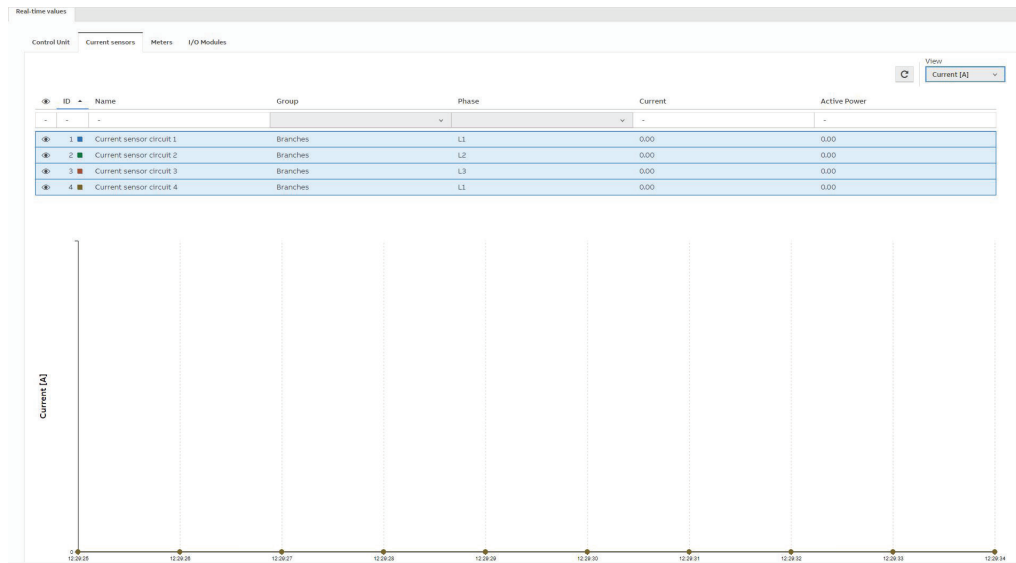 Real-time values
Control Unit Current sensors Meters I/O Modules
View
Current [A]
ID Name Group Phase Current Active Power
- - - - -
1 Current sensor circuit 1 Branches L1 0.00 0.00
2 Current sensor circuit 2 Branches L2 0.00 0.00
3 Current sensor circuit 3 Branches L3 0.00 0.00
4 Current sensor circuit 4 Branches L1 0.00 0.00
Current [A]
0
12:29:25 12:29:26 12:29:27 12:29:28 12:29:29 12:29:30 12:29:31 12:29:32 12:29:33 12:29:34